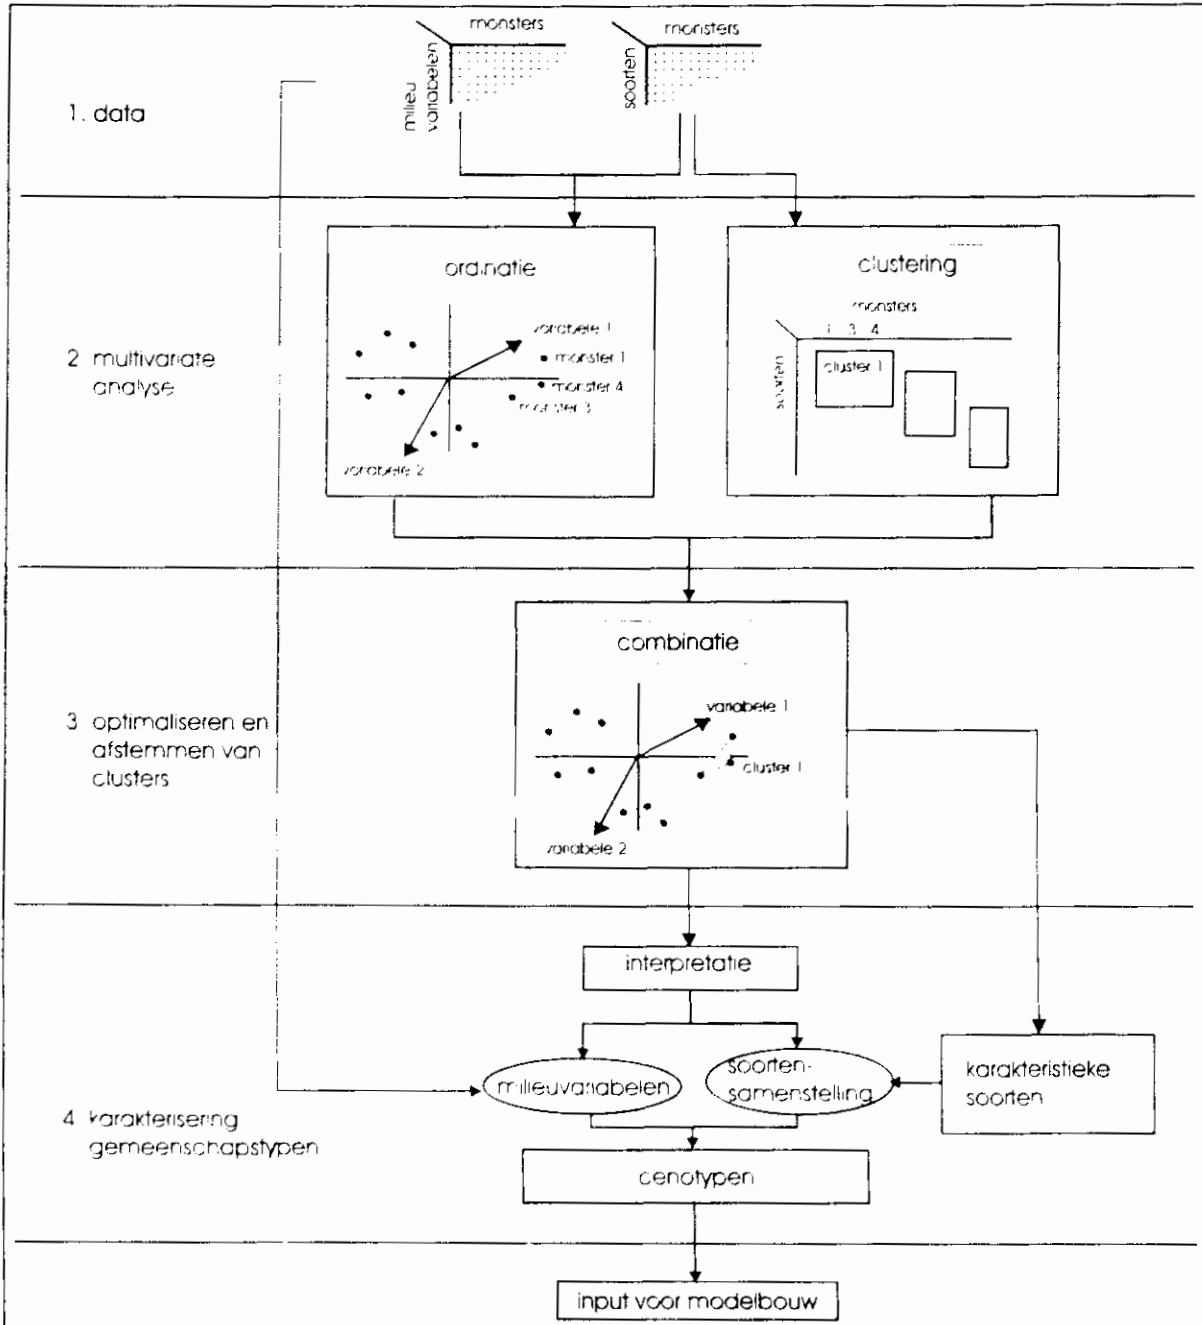 monsters
monsters
milieu
variabelen
soorten
1. data
ordinatie
clustering
variabele 1
monster 1
monster 4
monster 3
variabele 2
monsters
1 3 4
cluster 1
soorten
2 multivariate
analyse
combinatie
variabele 1
cluster 1
variabele 2
3 optimaliseren en
afstemmen van
clusters
interpretatie
milieuvariabelen
soorten-
samenstelling
karakteristieke
soorten
4 karakterisering
gemeenschapstypen
cenotypen
input voor modelbouw